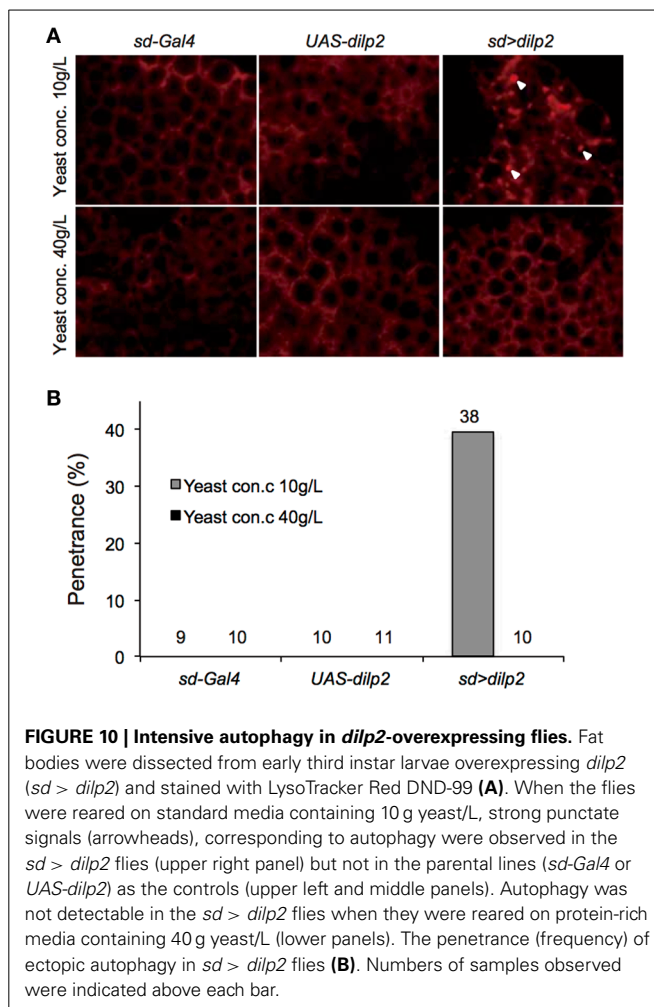 A
sd-Gal4 UAS-dilp2 sd>dilp2
Yeast conc. 10g/L
Yeast conc. 40g/L
B
Penetrance (%)
40
30
20
10
0
Yeast con.c 10g/L
Yeast con.c 40g/L
9 10 10 11 38 10
sd-Gal4 UAS-dilp2 sd>dilp2
FIGURE 10 | Intensive autophagy in dilp2-overexpressing flies. Fat
bodies were dissected from early third instar larvae overexpressing dilp2
(sd > dilp2) and stained with LysoTracker Red DND-99 (A). When the flies
were reared on standard media containing 10 g yeast/L, strong punctate
signals (arrowheads), corresponding to autophagy were observed in the
sd > dilp2 flies (upper right panel) but not in the parental lines (sd-Gal4 or
UAS-dilp2) as the controls (upper left and middle panels). Autophagy was
not detectable in the sd > dilp2 flies when they were reared on protein-rich
media containing 40 g yeast/L (lower panels). The penetrance (frequency) of
ectopic autophagy in sd > dilp2 flies (B). Numbers of samples observed
were indicated above each bar.